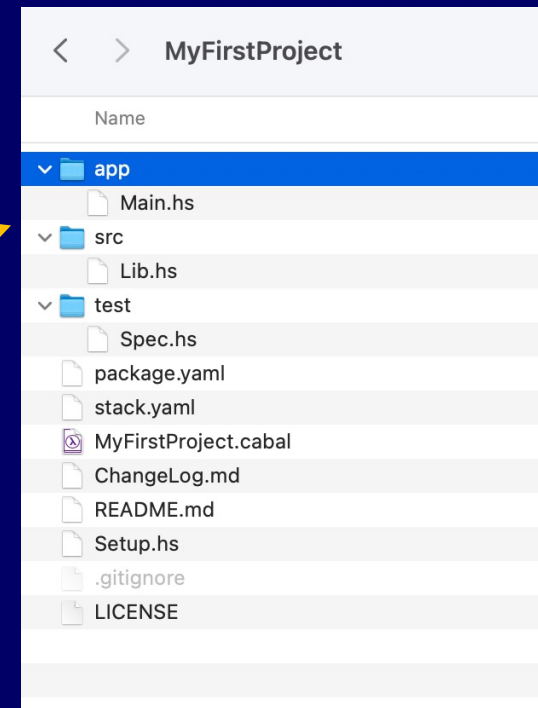 MyFirstProject
Name
app
Main.hs
src
Lib.hs
test
Spec.hs
package.yaml
stack.yaml
MyFirstProject.cabal
ChangeLog.md
README.md
Setup.hs
.gitignore
LICENSE